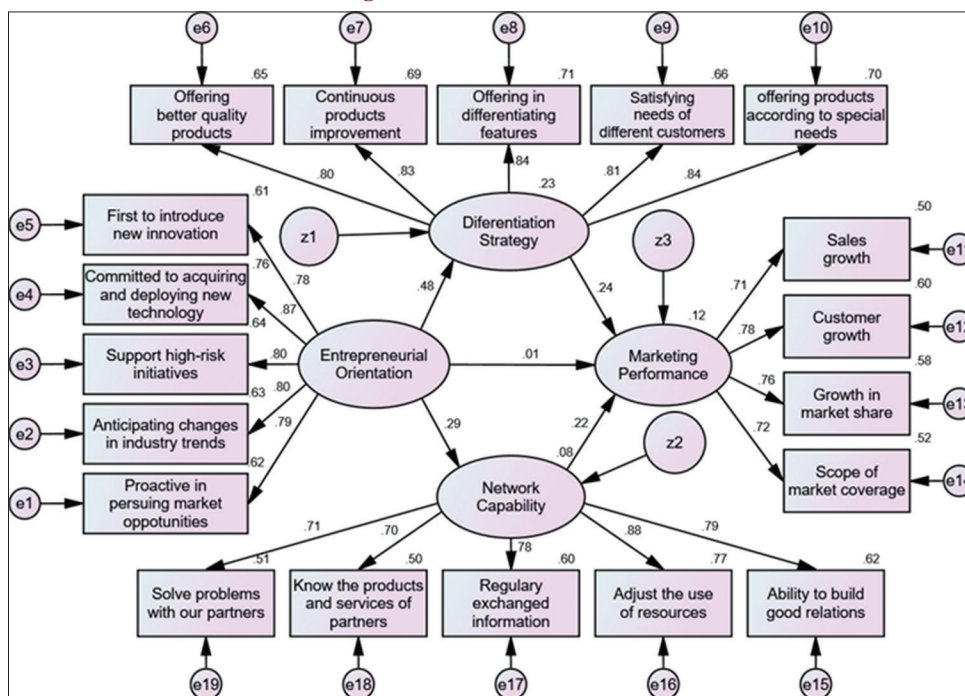 e6
e7
e8
e9
e10
.65
.69
.71
.66
.70
Offering
better quality
products
Continuous
products
improvement
Offering in
differentiating
features
Satisfying
needs of
different customers
offering products
according to special
needs
.80
.83
.84
.81
.84
.23
Diferentiation
Strategy
z1
z3
e5
.61
First to introduce
new innovation
e4
.76
Committed to acquiring
and deploying new
technology
e3
.64
Support high-risk
initiatives
e2
.63
Anticipating changes
in industry trends
e1
.62
Proactive in
persuing market
oppotunities
.78
.87
.80
.80
.79
Entrepreneurial
Orientation
.48
.01
.29
.24
.22
.12
Marketing
Performance
.71
.78
.76
.72
.50
Sales
growth
.60
Customer
growth
e12
.58
Growth in
market share
e13
.52
Scope of
market coverage
e14
z2
.08
Network
Capability
.71
.70
.78
.88
.79
.51
.50
.60
.77
.62
Solve problems
with our partners
Know the products
and services of
partners
Regulary
exchanged
information
Adjust the use
of resources
Ability to build
good relations
e19
e18
e17
e16
e15